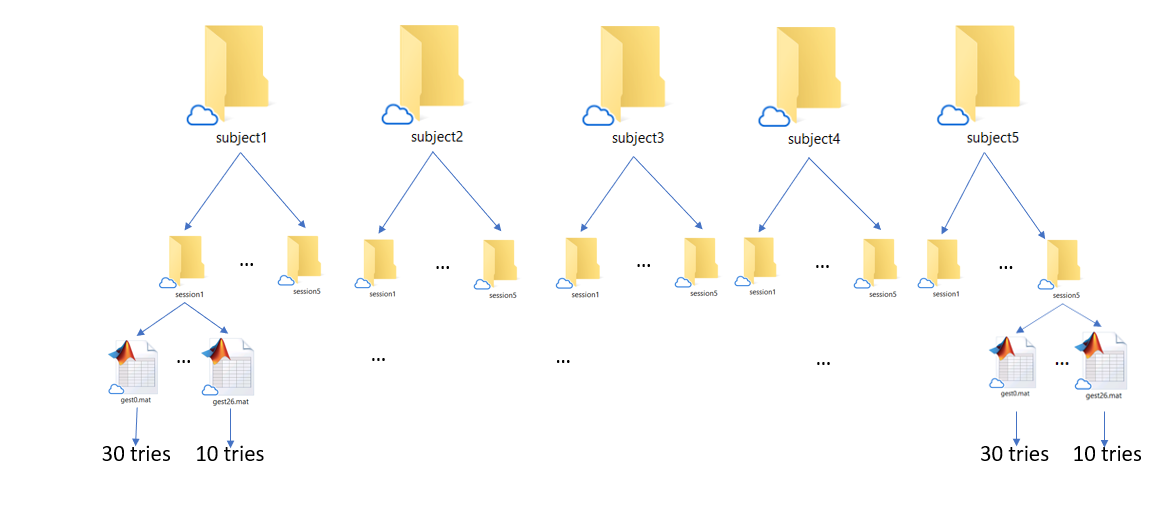 subject1
subject2
subject3
subject4
subject5
...
...
...
...
...
session1
session5
session1
session5
session1
session5
session1
session5
session1
session5
...
...
...
...
...
gest0.mat
gest26.mat
gest0.mat
gest26.mat
30 tries
10 tries
30 tries
10 tries